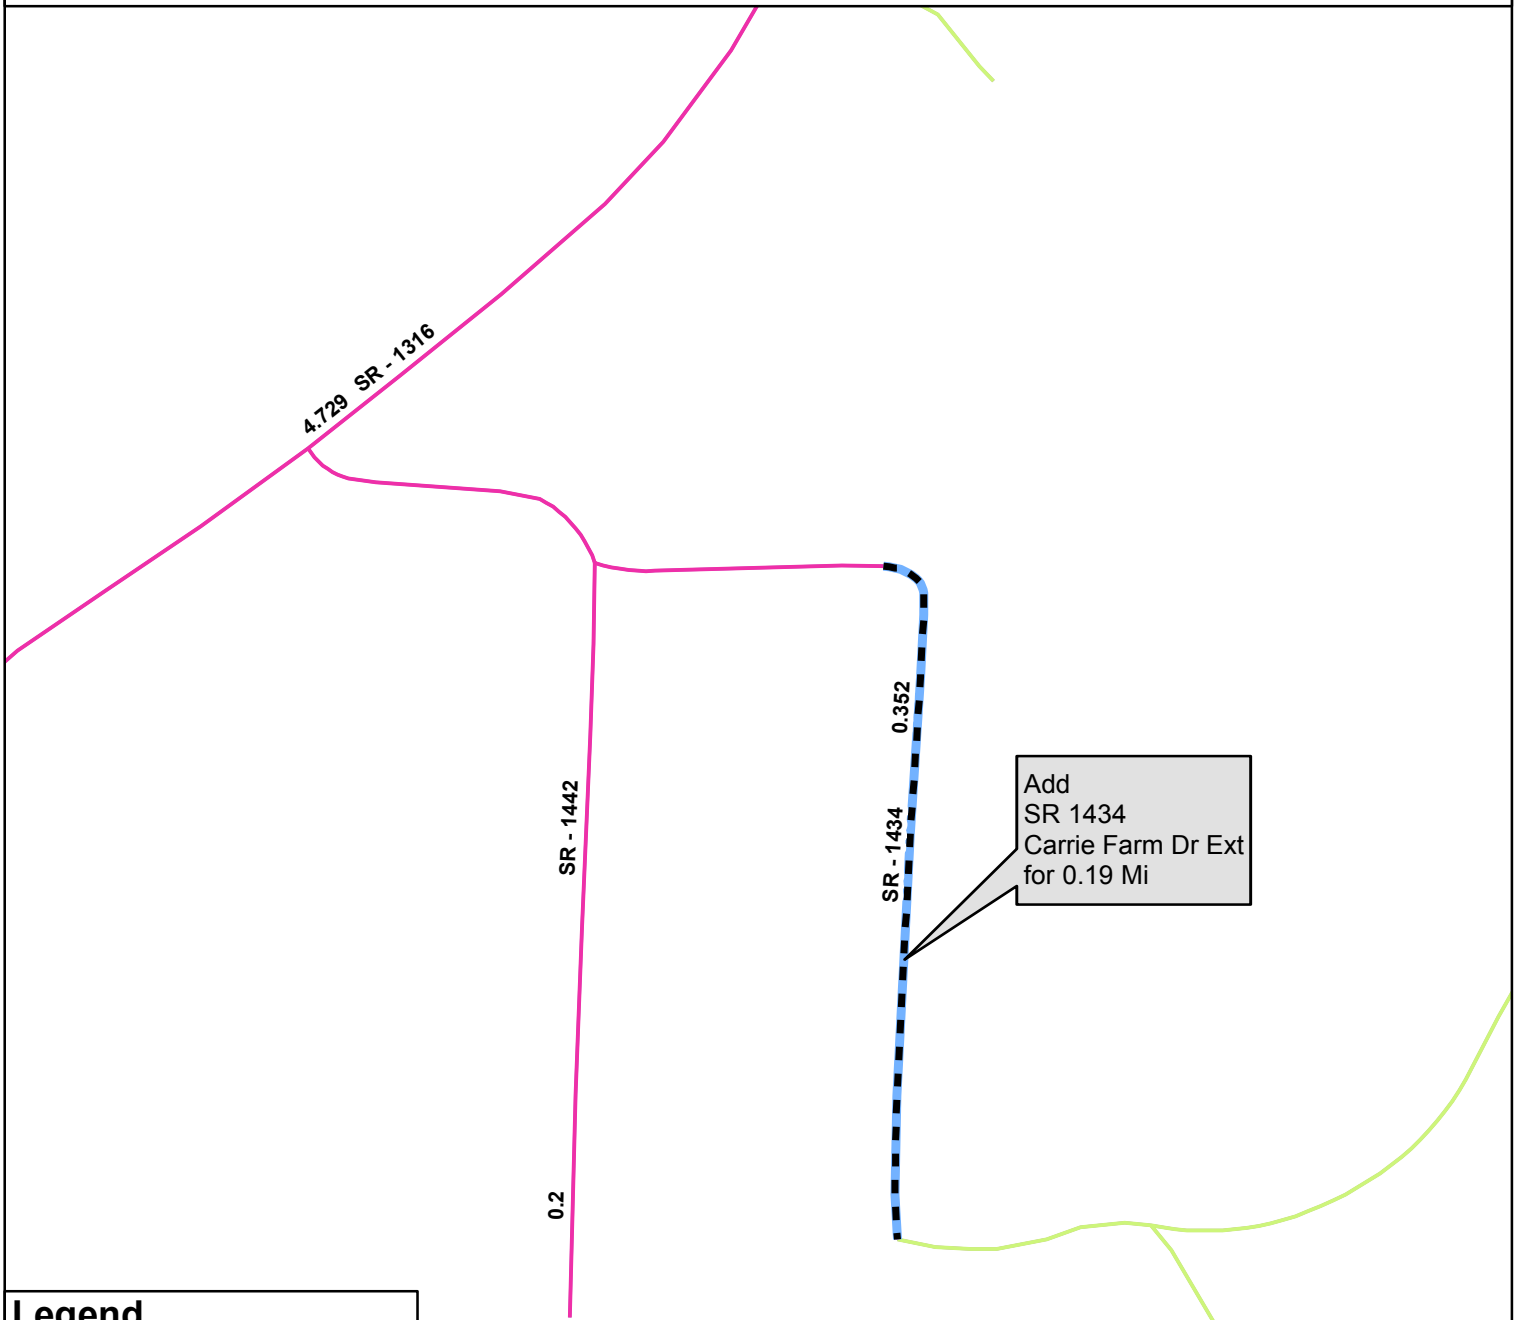 4.729 SR - 1316
0.352
SR - 1434
SR - 1442
0.2
Add
SR 1434
Carrie Farm Dr Ext
for 0.19 Mi
Legend